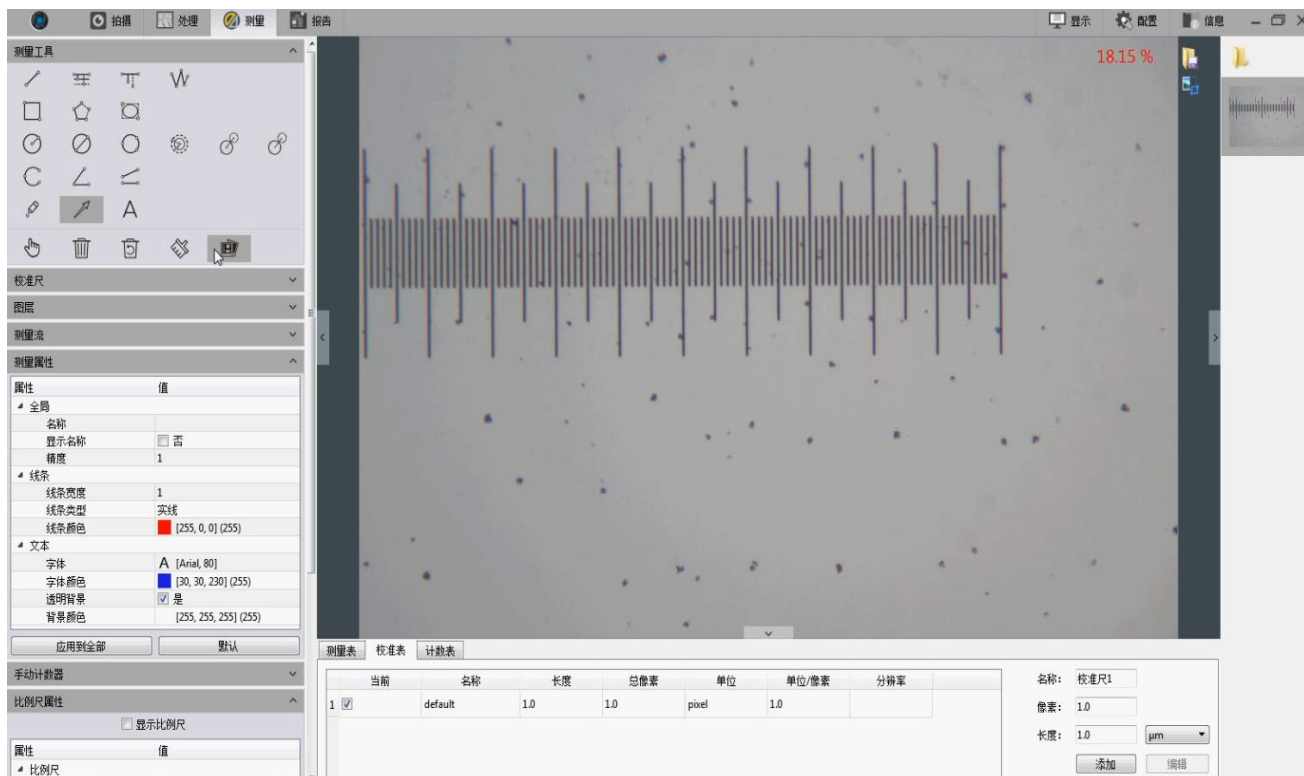 拍摄 处理 测量 报告 显示 配置 信息
测量工具
18.15 %
A
校准尺
图层
测量流
测量属性
属性 值
全局
名称
显示名称 否
精度 1
线条
线条宽度 1
线条类型 实线
线条颜色 [255, 0, 0] (255)
文本
字体 A [Arial, 80]
字体颜色 [30, 30, 230] (255)
透明背景 是
背景颜色 [255, 255, 255] (255)
应用到全部 默认
手动计数器
比例尺属性
显示比例尺
属性 值
比例尺
测量表 校准表 计数表
当前 名称 长度 总像素 单位 单位/像素 分辨率
1 default 1.0 1.0 pixel 1.0
名称: 校准尺1
像素: 1.0
长度: 1.0 μm
添加 编辑